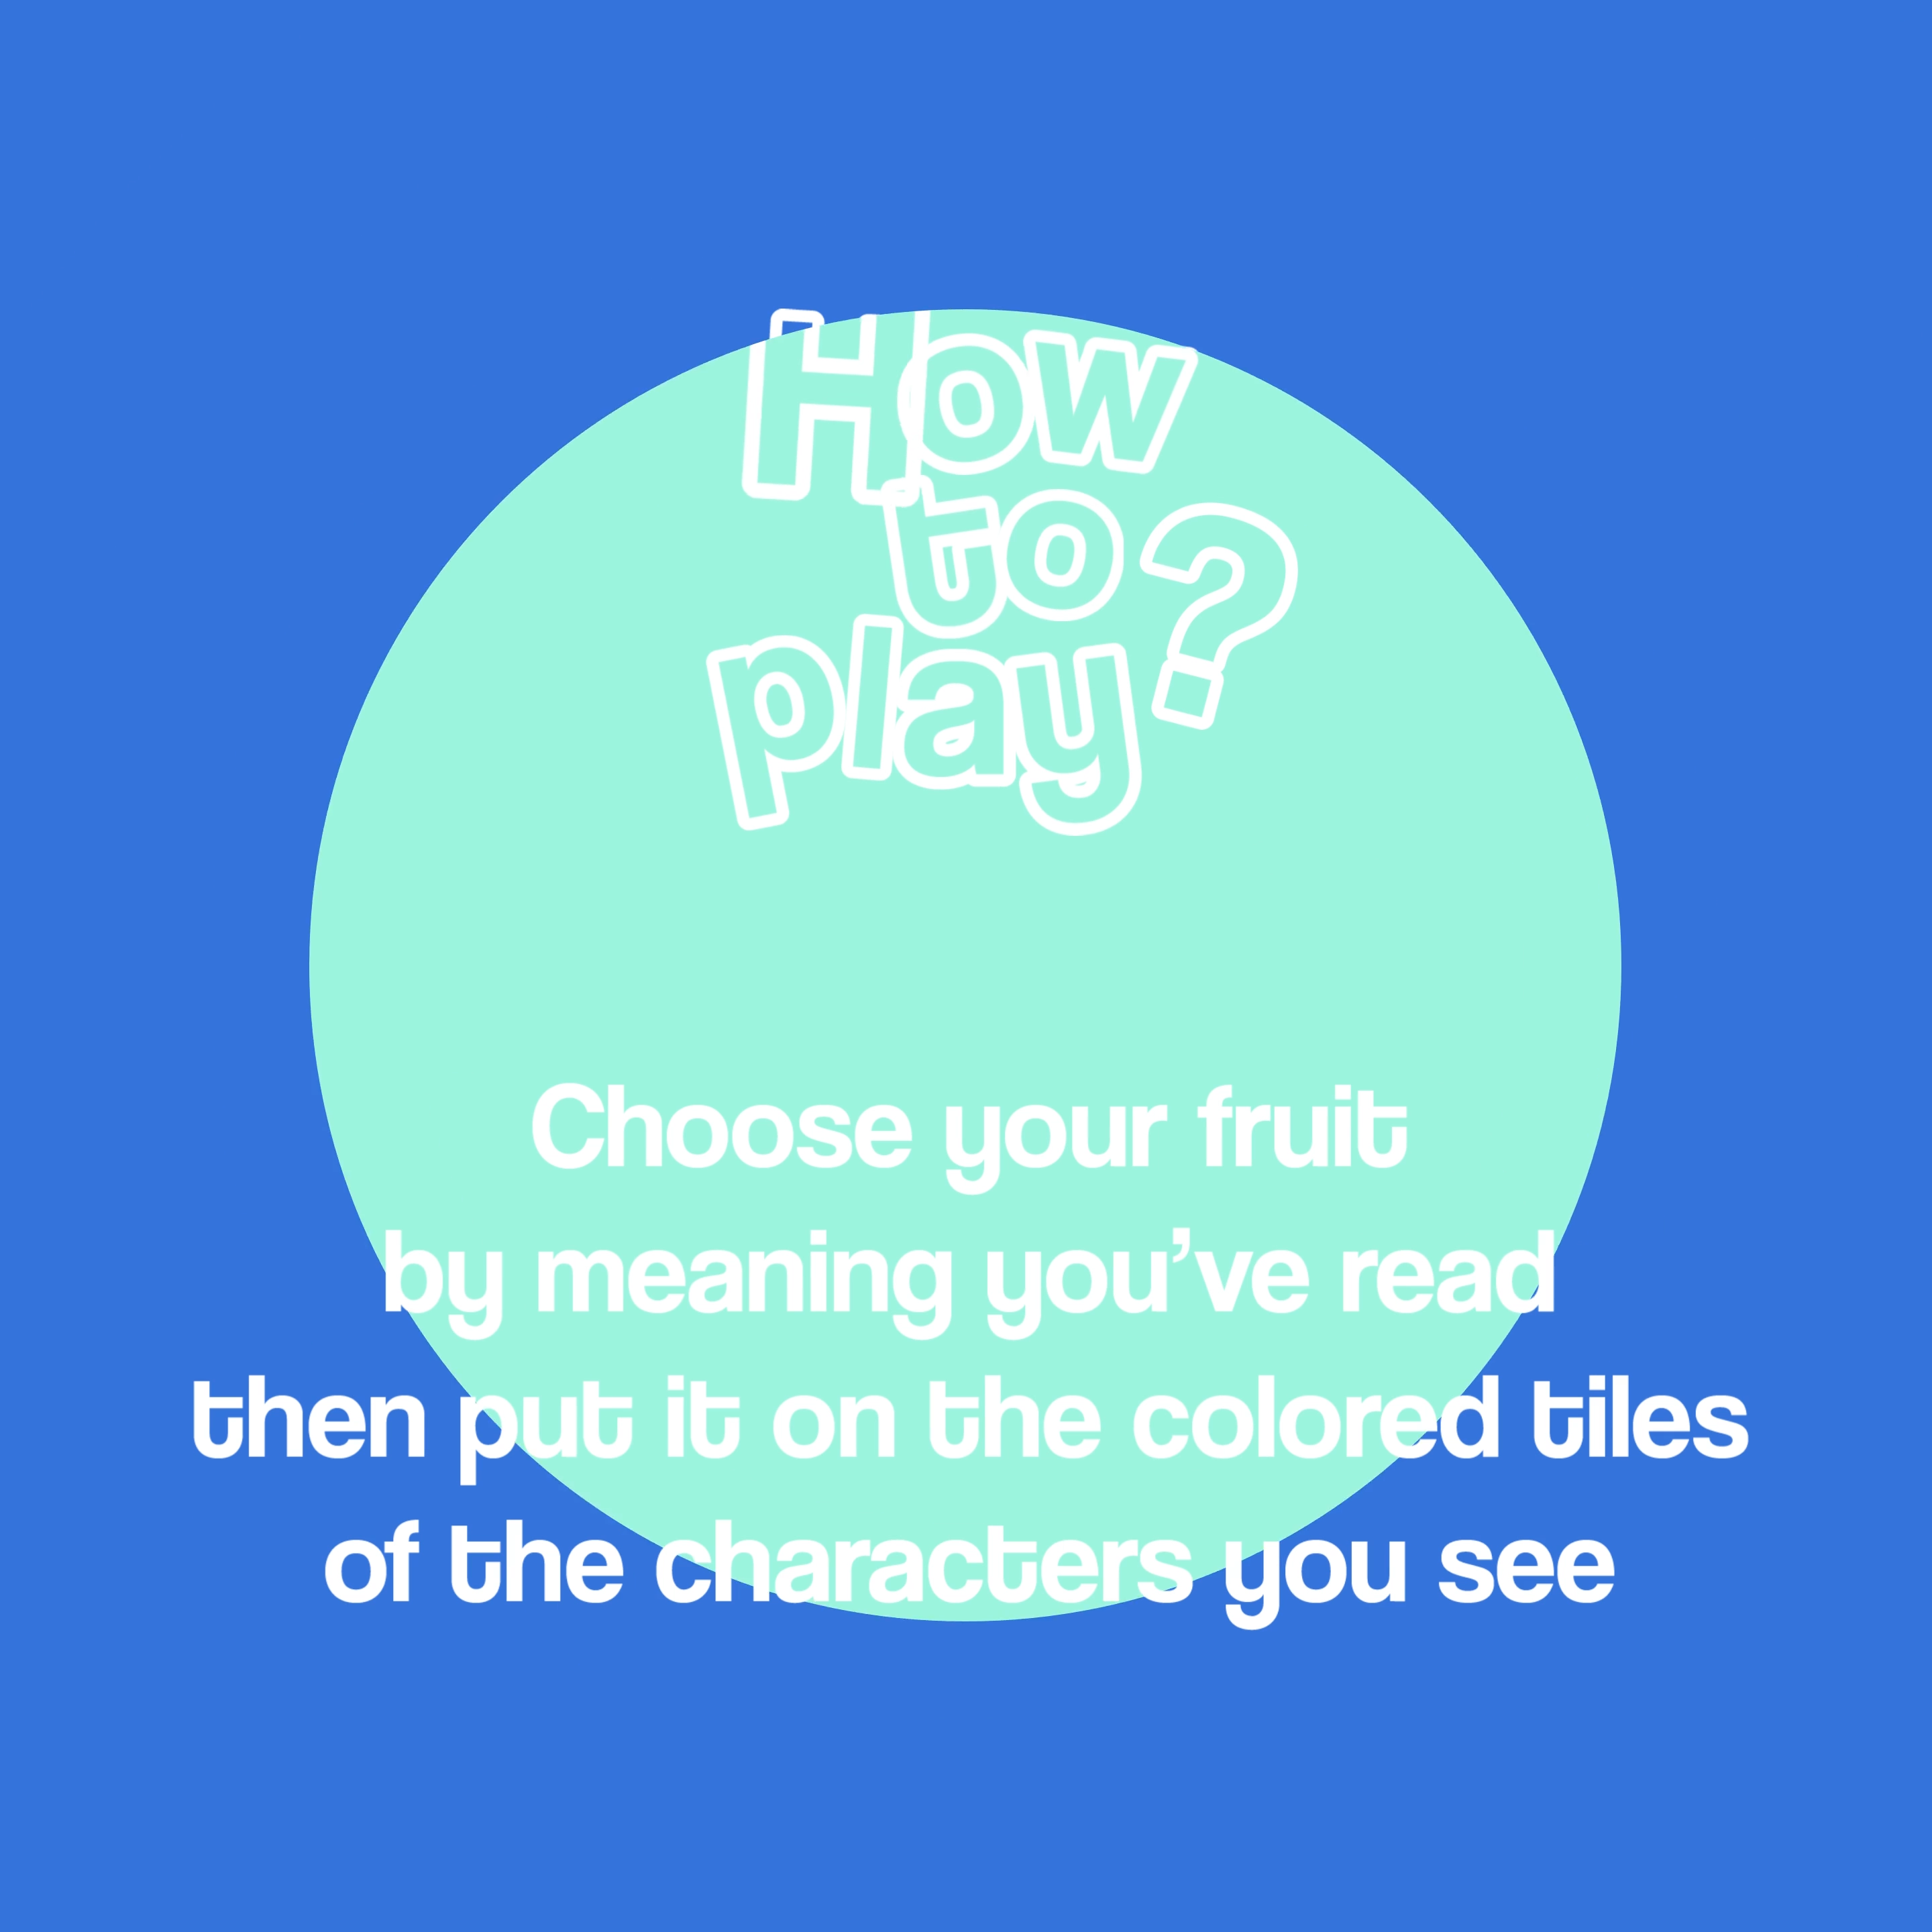 How
to?
play
Choose your fruit
by meaning you’ve read
then put it on the colored tiles
of the characters you see